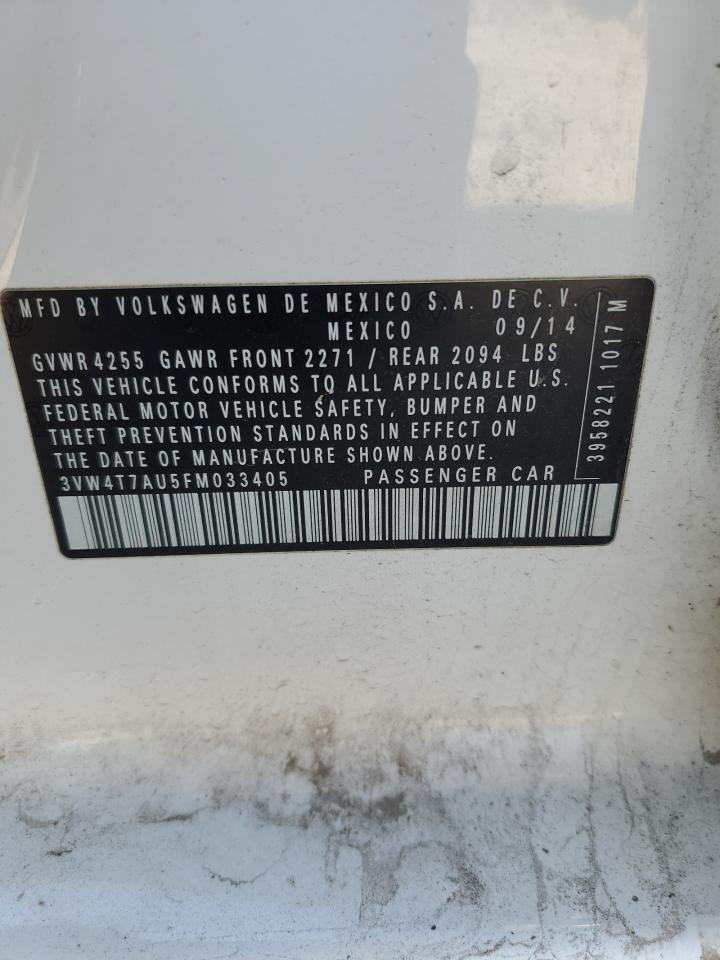 MFD BY VOLKSWAGEN DE MEXICO S.A. DE C.V.
MEXICO 09/14
GVWR 4255 GAWR FRONT 2271 / REAR 2094 LBS
THIS VEHICLE CONFORMS TO ALL APPLICABLE U.S.
FEDERAL MOTOR VEHICLE SAFETY, BUMPER AND
THEFT PREVENTION STANDARDS IN EFFECT ON
THE DATE OF MANUFACTURE SHOWN ABOVE.
3VW4T7AU5FM033405 PASSENGER CAR
3958221 1017 M